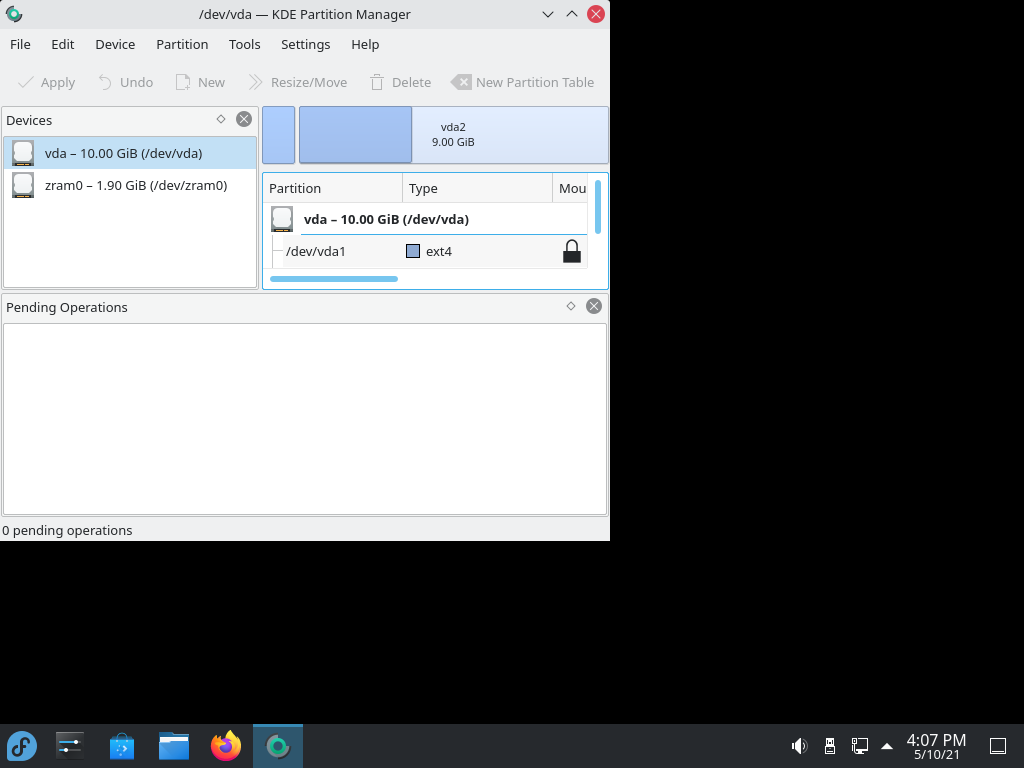 /dev/vda — KDE Partition Manager
File Edit Device Partition Tools Settings Help
Apply Undo New Resize/Move Delete New Partition Table
Devices
vda – 10.00 GiB (/dev/vda)
zram0 – 1.90 GiB (/dev/zram0)
vda2
9.00 GiB
Partition Type Mou
vda – 10.00 GiB (/dev/vda)
/dev/vda1 ext4
Pending Operations
0 pending operations
4:07 PM
5/10/21